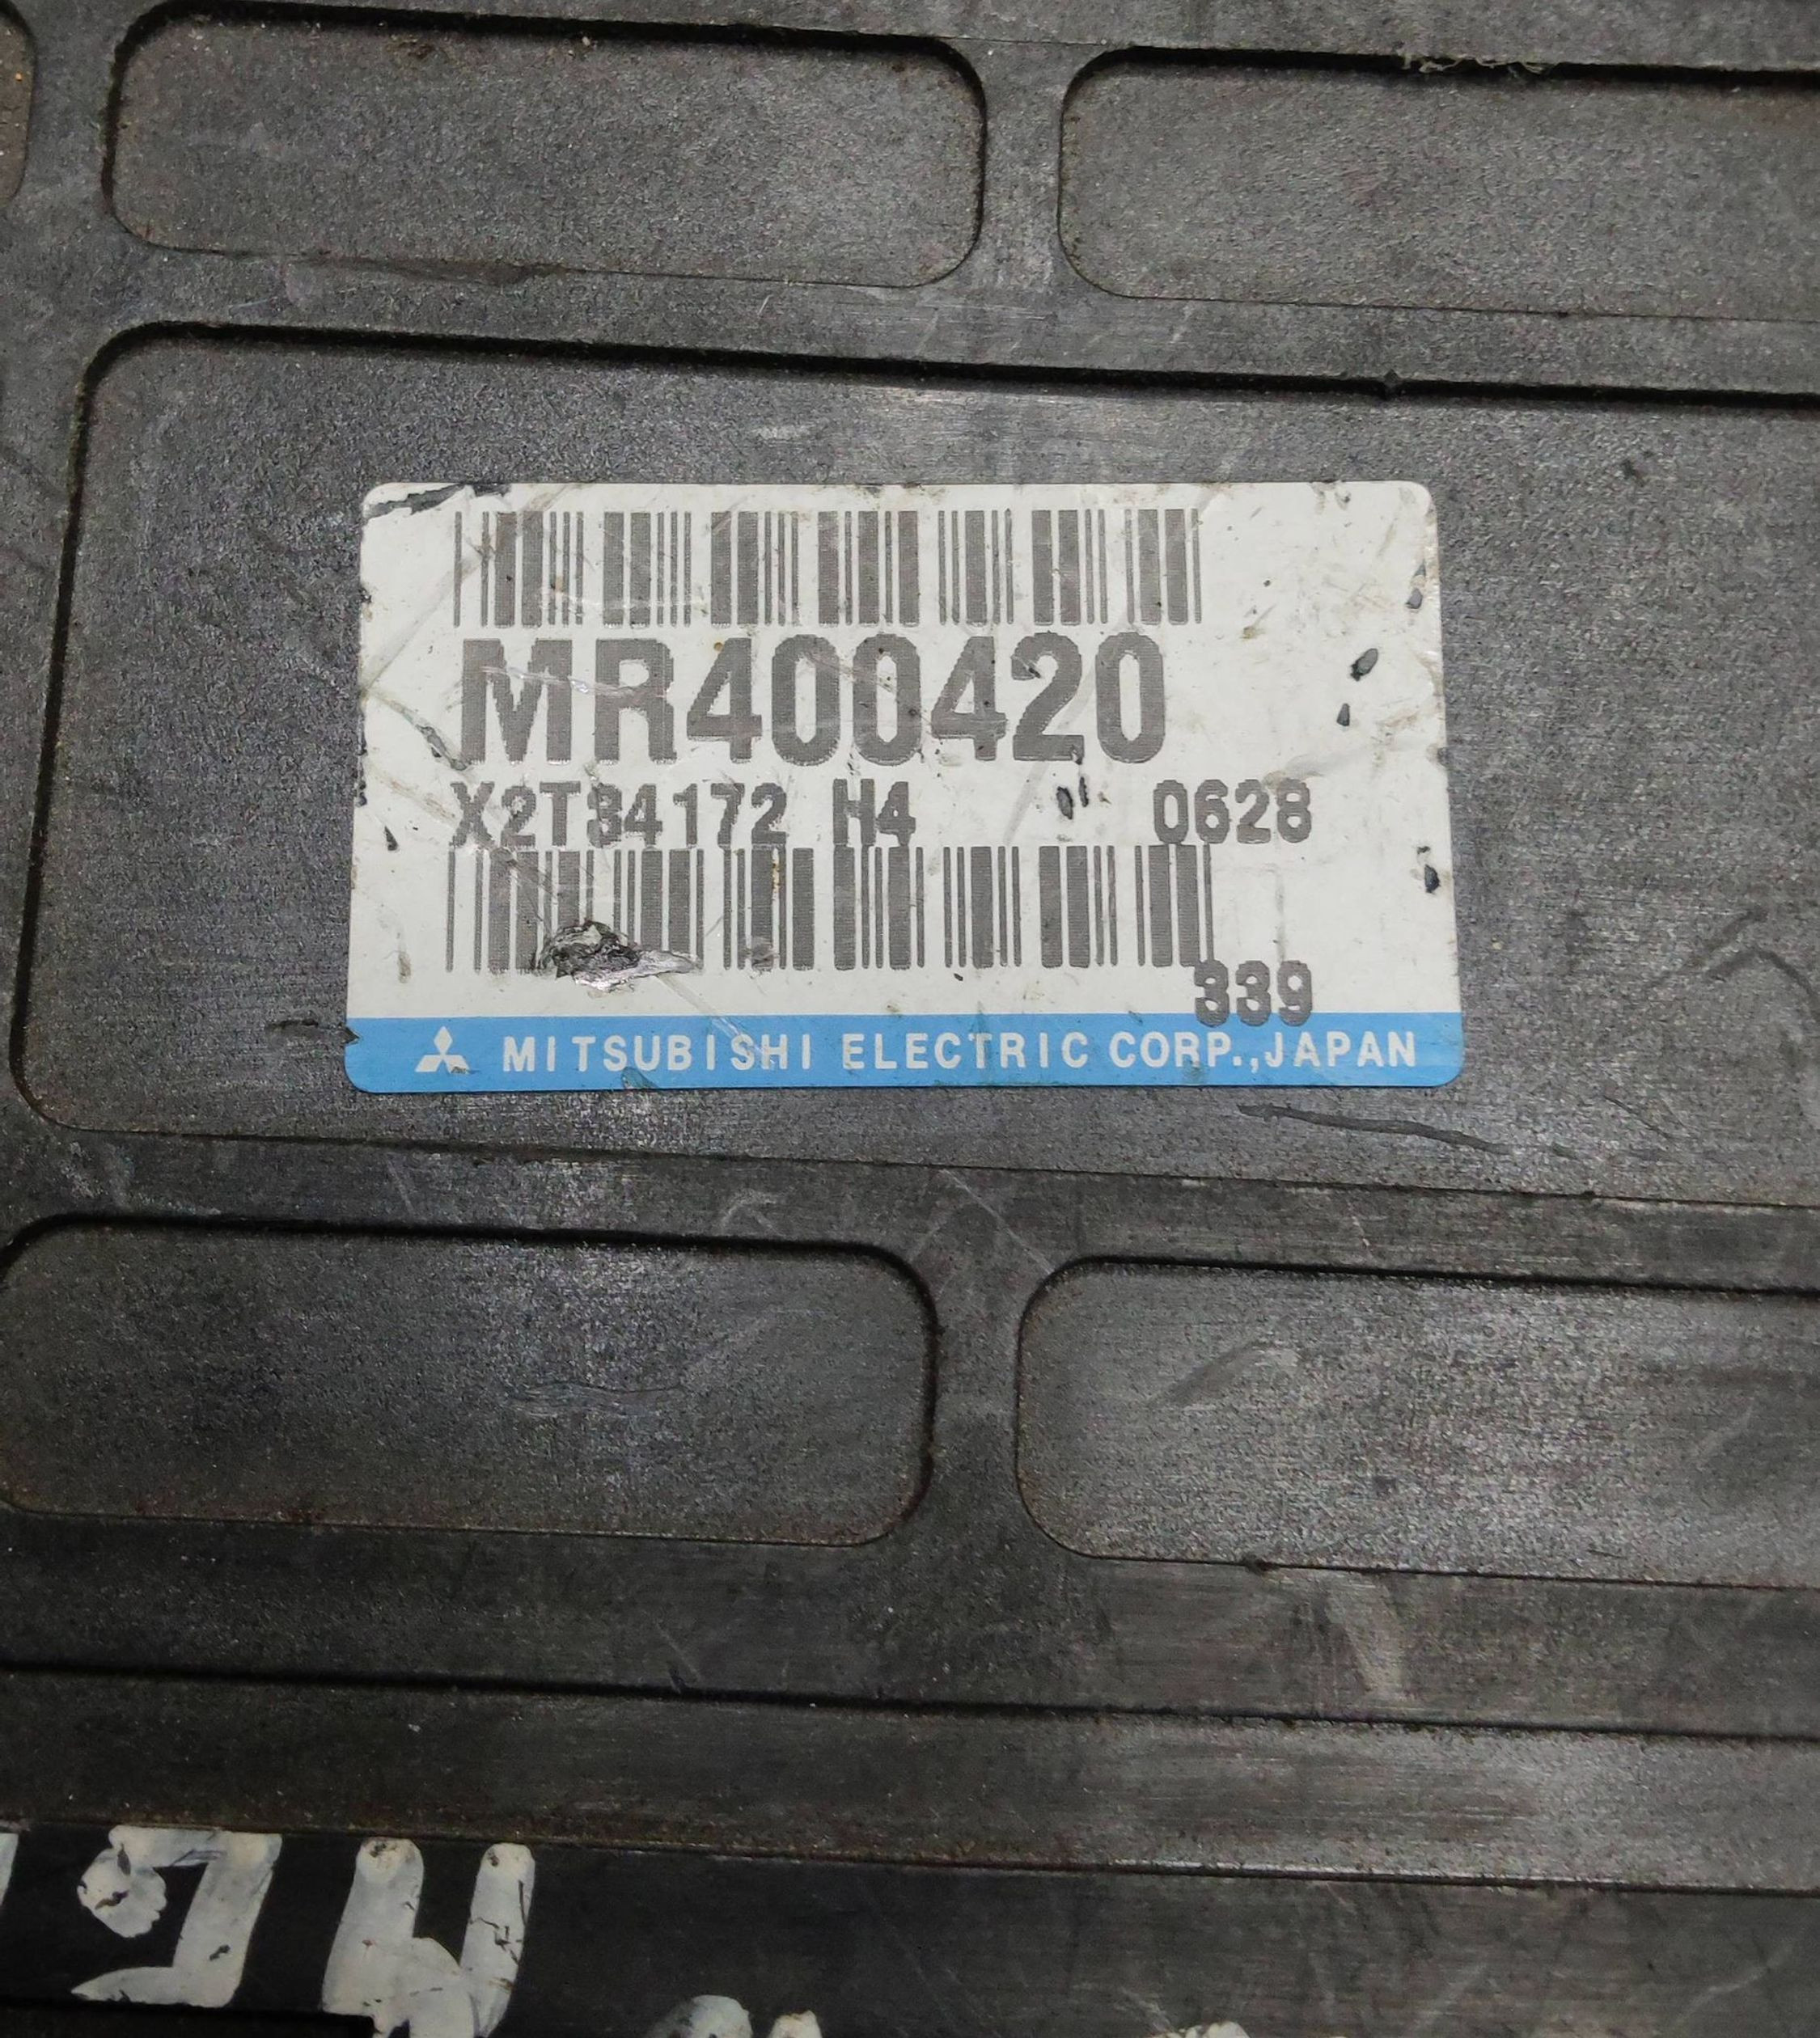 MR400420
X2T34172 H4 0628
339
MITSUBISHI ELECTRIC CORP.,JAPAN